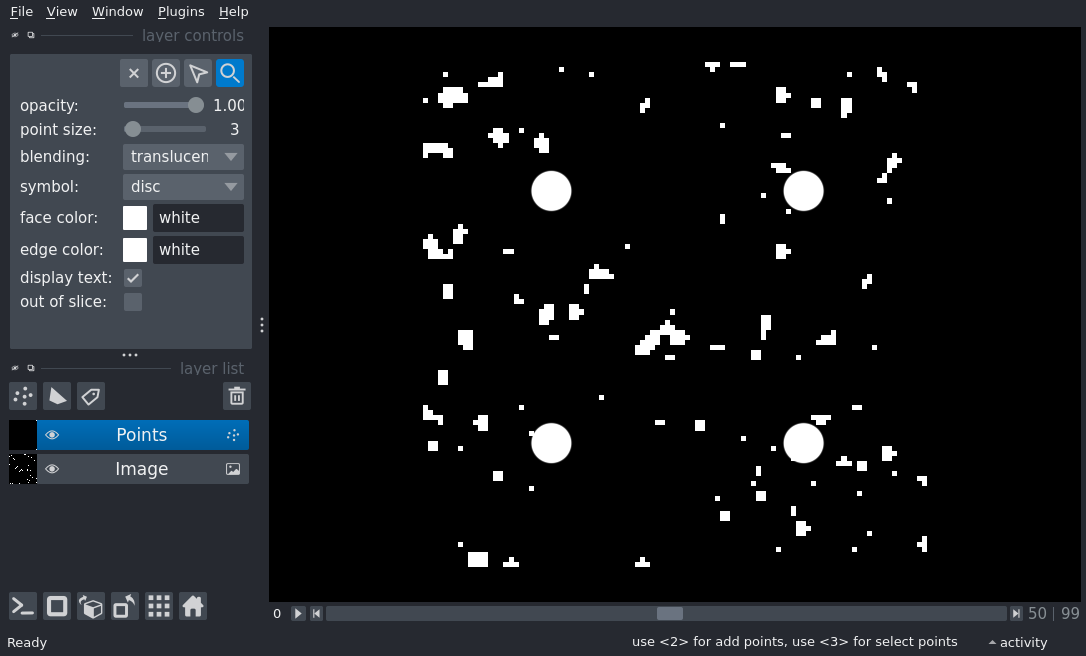 File View Window Plugins Help
layer controls
opacity: 1.00
point size: 3
blending: translucen
symbol: disc
face color: white
edge color: white
display text:
out of slice:
layer list
Points
Image
0 50 | 99
Ready use <2> for add points, use <3> for select points activity